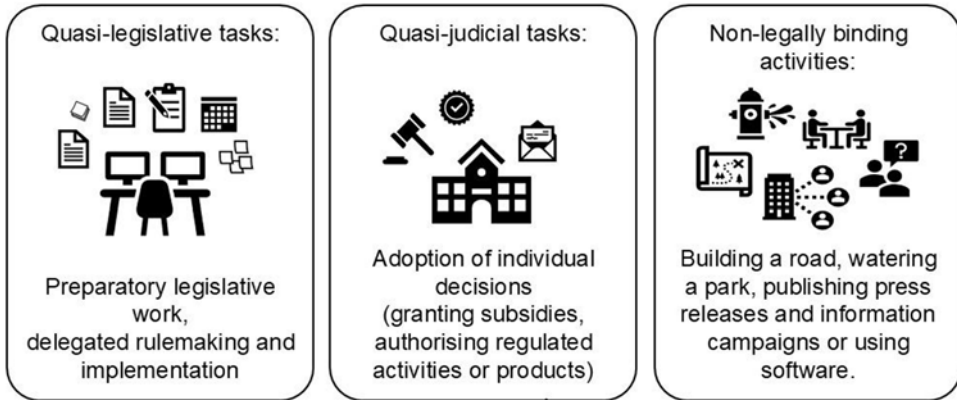 Quasi-legislative tasks:
Preparatory legislative
work,
delegated rulemaking and
implementation
Quasi-judicial tasks:
Adoption of individual
decisions
(granting subsidies,
authorising regulated
activities or products)
Non-legally binding
activities:
?
Building a road, watering
a park, publishing press
releases and information
campaigns or using
software.